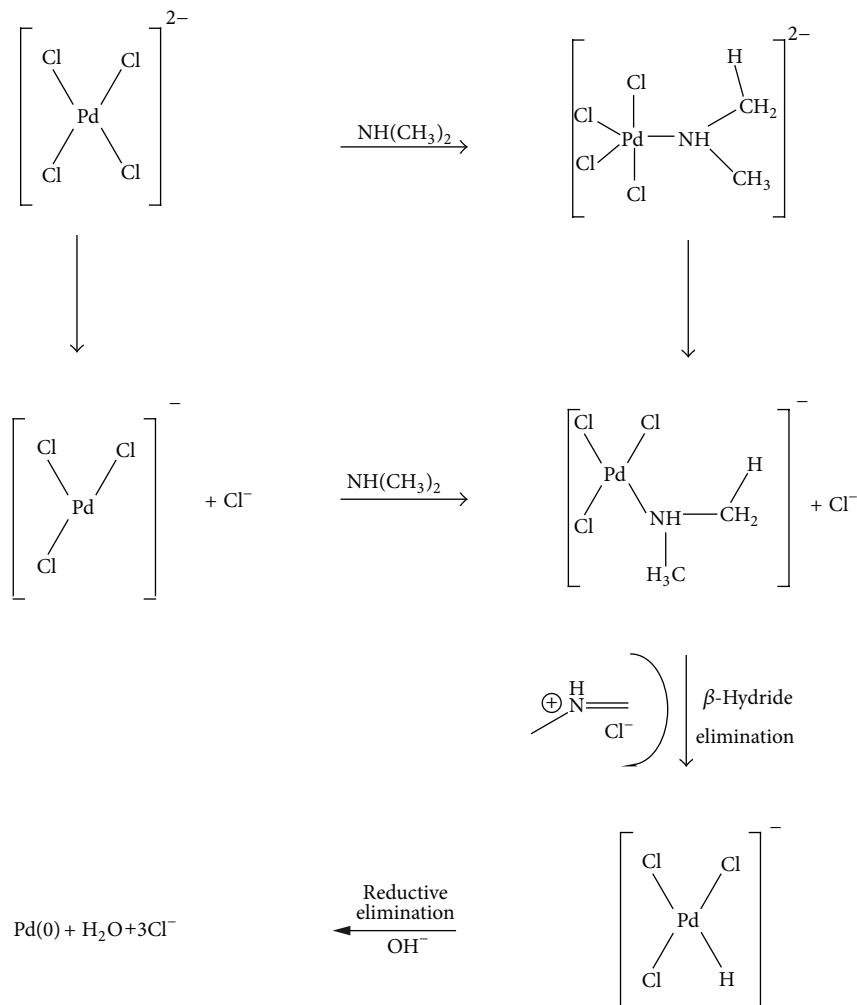 Cl
Cl
Pd
Cl
Cl
2−
NH(CH3)2
H
Cl
CH2
Cl
Pd
NH
Cl
CH3
Cl
2−
Cl
Cl
Pd
Cl
−
+ Cl−
NH(CH3)2
Cl
Cl
H
Pd
Cl
NH
CH2
H3C
−
+ Cl−
H
⊕ N
Cl−
β-Hydride
elimination
Cl
Cl
Pd
Cl
H
−
Reductive
elimination
OH−
Pd(0) + H2O +3Cl−